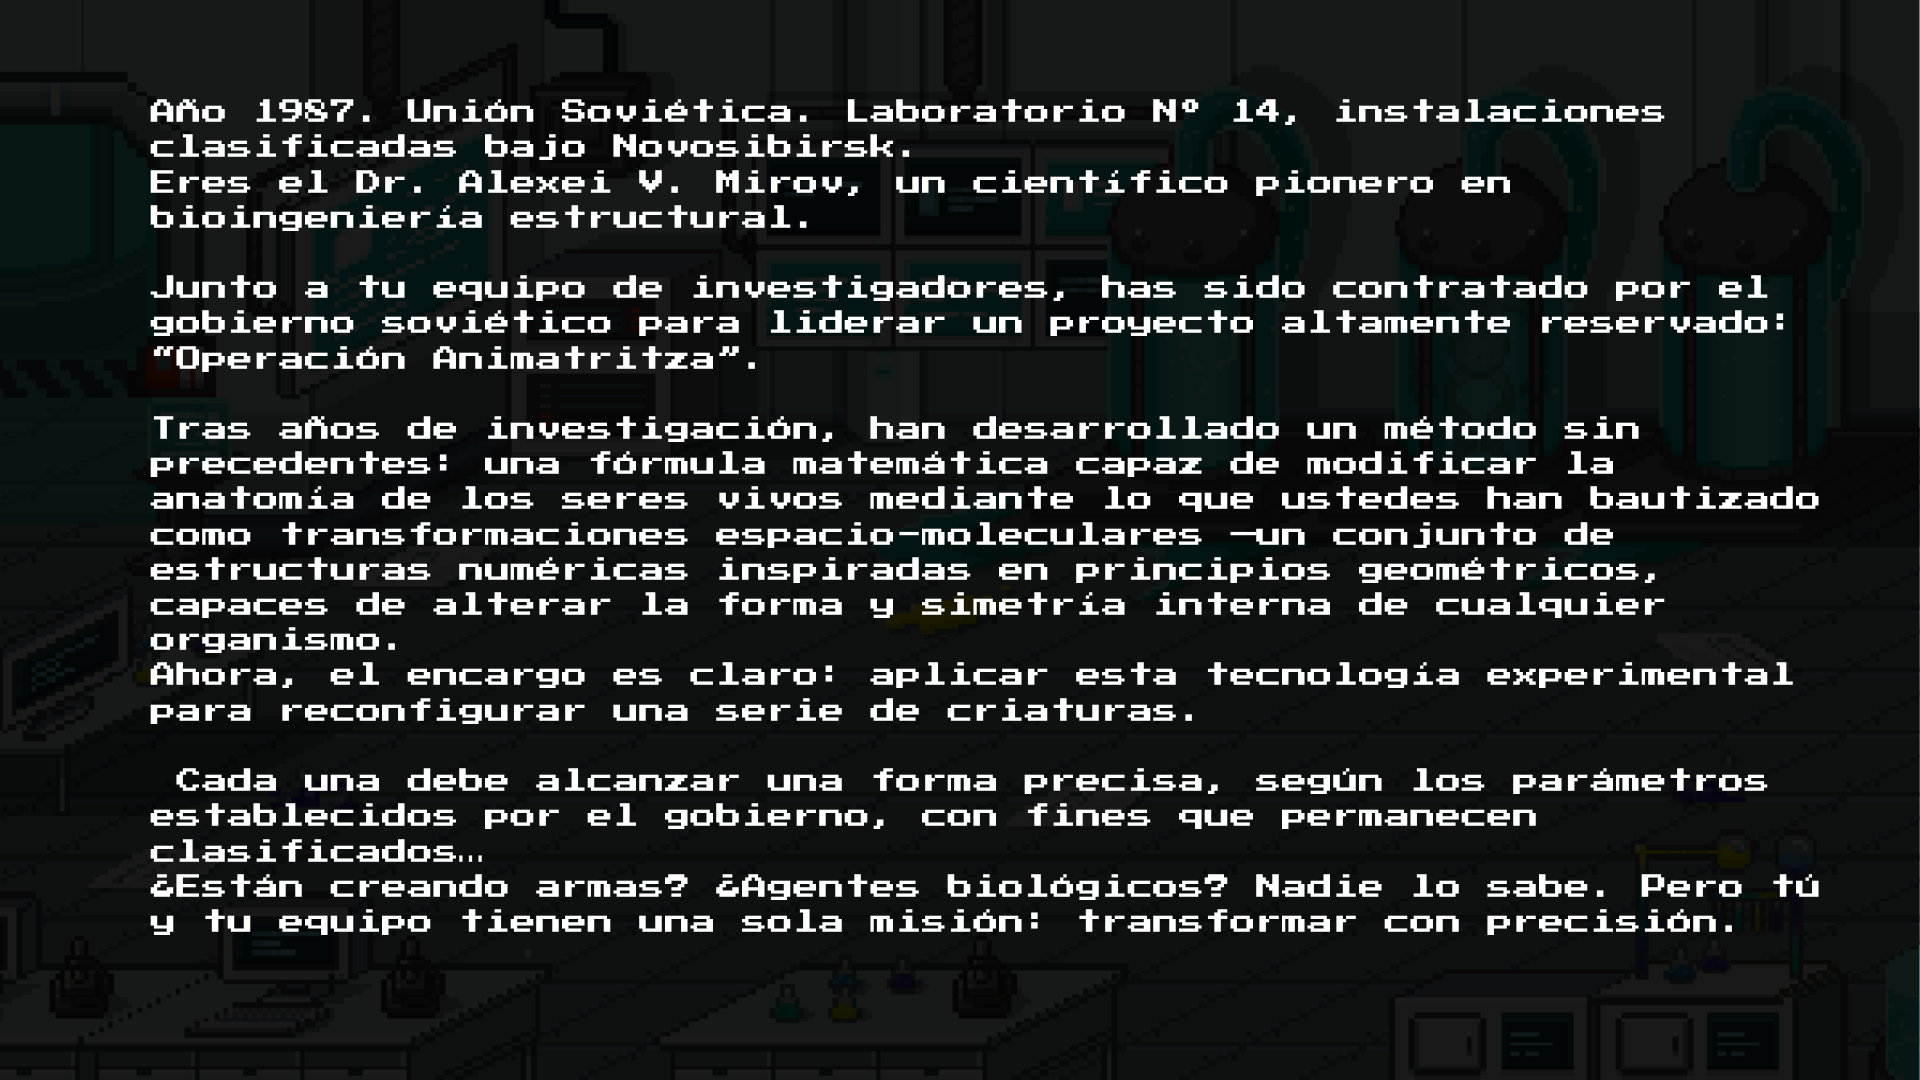 Año 1987. Unión Soviética. Laboratorio Nº 14, instalaciones
clasificadas bajo Novosibirsk.
Eres el Dr. Alexei V. Mirov, un científico pionero en
bioingeniería estructural.
Junto a tu equipo de investigadores, has sido contratado por el
gobierno soviético para liderar un proyecto altamente reservado:
“Operación Animatritza”.
Tras años de investigación, han desarrollado un método sin
precedentes: una fórmula matemática capaz de modificar la
anatomía de los seres vivos mediante lo que ustedes han bautizado
como transformaciones espacio-moleculares —un conjunto de
estructuras numéricas inspiradas en principios geométricos,
capaces de alterar la forma y simetría interna de cualquier
organismo.
Ahora, el encargo es claro: aplicar esta tecnología experimental
para reconfigurar una serie de criaturas.
Cada una debe alcanzar una forma precisa, según los parámetros
establecidos por el gobierno, con fines que permanecen
clasificados…
¿Están creando armas? ¿Agentes biológicos? Nadie lo sabe. Pero tú
y tu equipo tienen una sola misión: transformar con precisión.